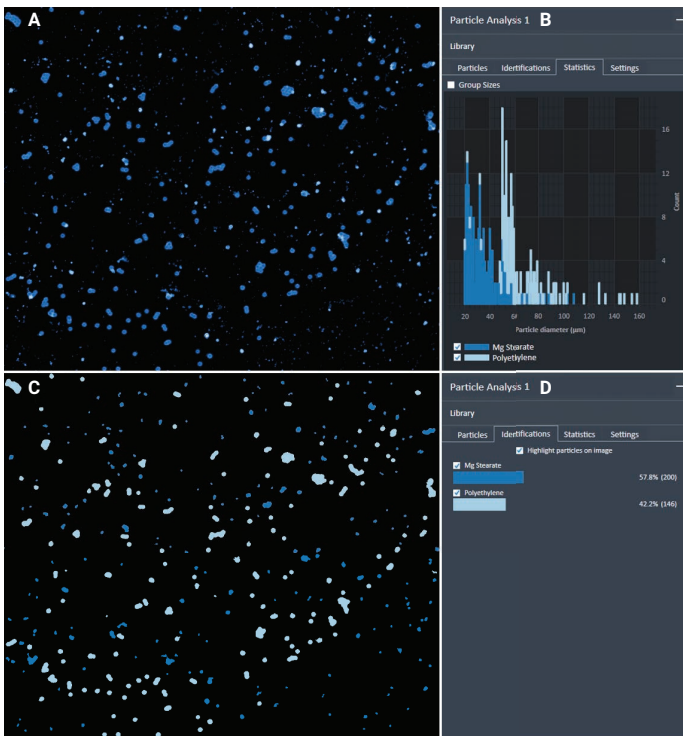 A
Particle Analysis 1
B
Library
Particles Identifications Statistics Settings
Group Sizes
16
12
8
4
0
Count
20 40 60 80 100 120 140 160
Particle diameter (µm)
Mg Stearate
Polyethylene
C
Particle Analysis 1
D
Library
Particles Identifications Statistics Settings
Highlight particles on image
Mg Stearate
57.8% (200)
Polyethylene
42.2% (146)